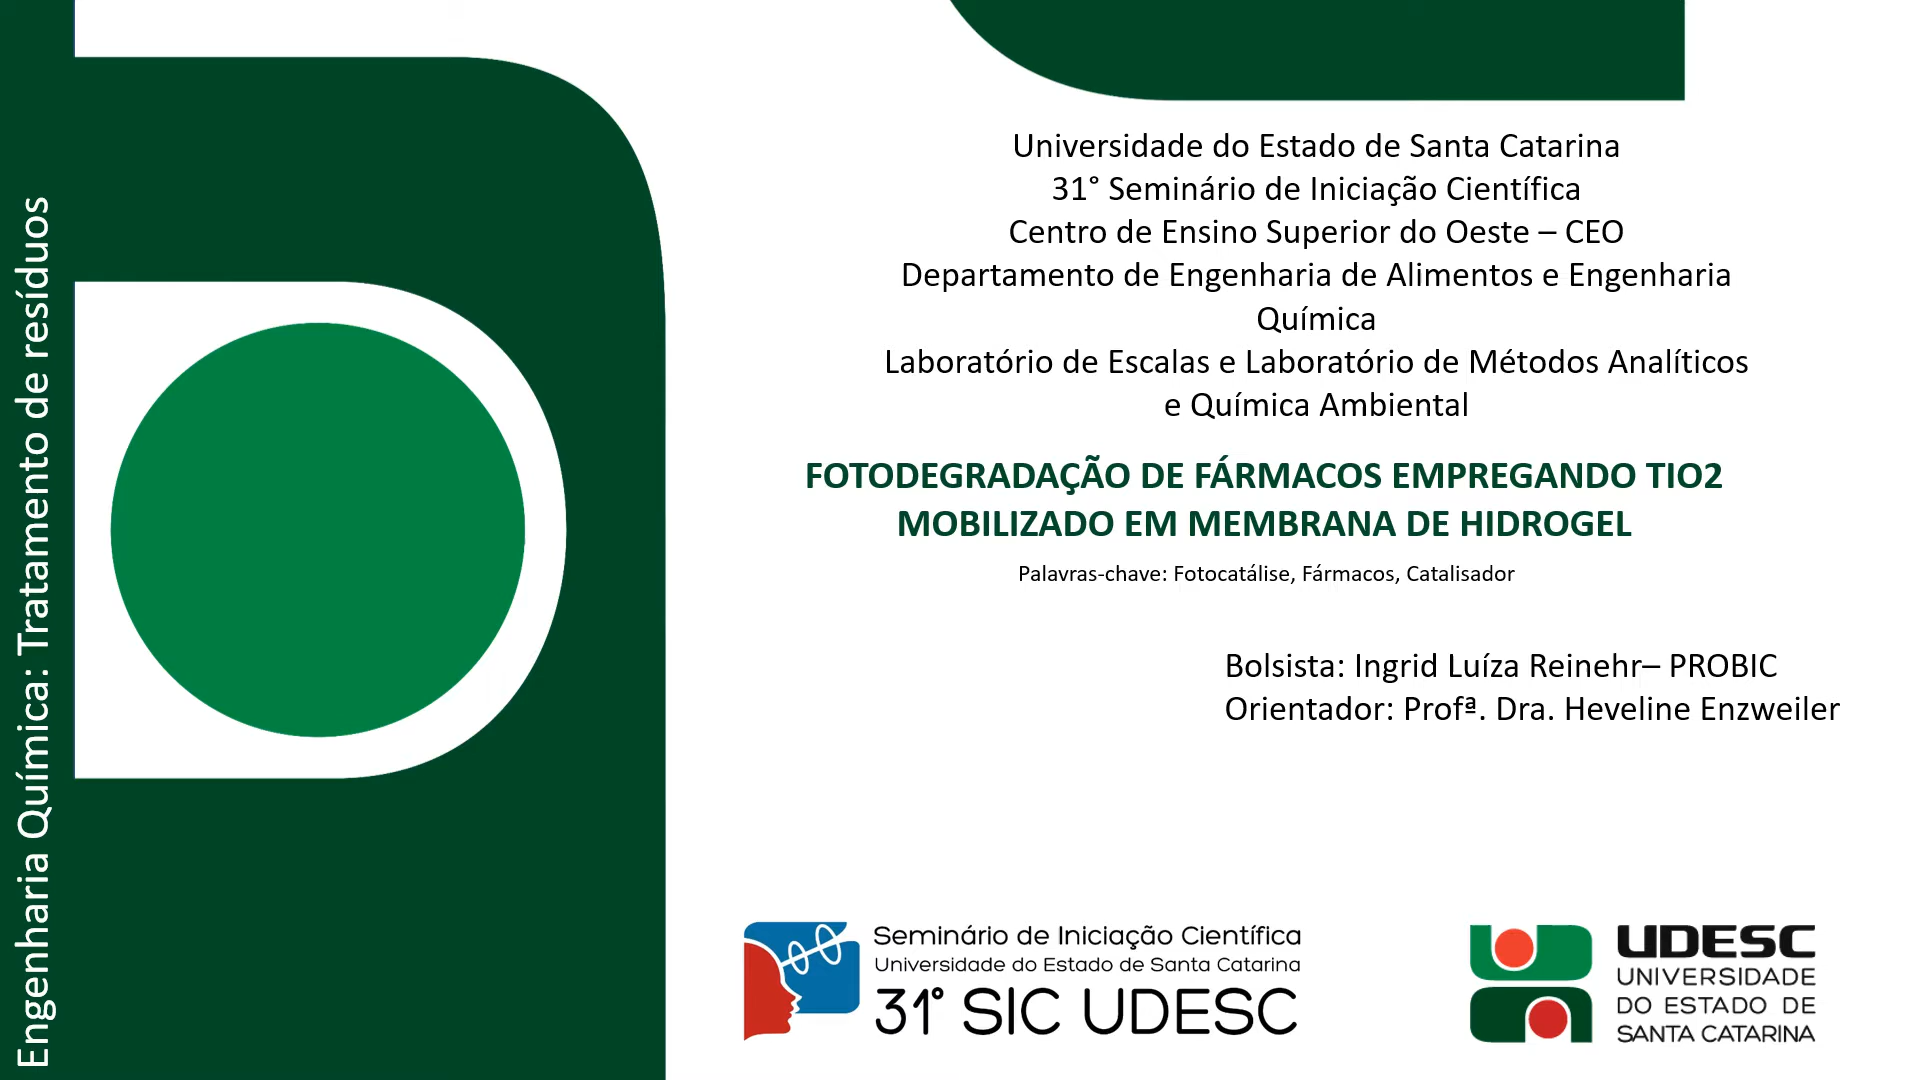 Engenharia Química: Tratamento de resíduos
Universidade do Estado de Santa Catarina
31° Seminário de Iniciação Científica
Centro de Ensino Superior do Oeste – CEO
Departamento de Engenharia de Alimentos e Engenharia
Química
Laboratório de Escalas e Laboratório de Métodos Analíticos
e Química Ambiental
FOTODEGRADAÇÃO DE FÁRMACOS EMPREGANDO TIO2
MOBILIZADO EM MEMBRANA DE HIDROGEL
Palavras-chave: Fotocatálise, Fármacos, Catalisador
Bolsista: Ingrid Luíza Reinehr– PROBIC
Orientador: Profª. Dra. Heveline Enzweiler
Seminário de Iniciação Científica
Universidade do Estado de Santa Catarina
31° SIC UDESC
UDESC
UNIVERSIDADE
DO ESTADO DE
SANTA CATARINA